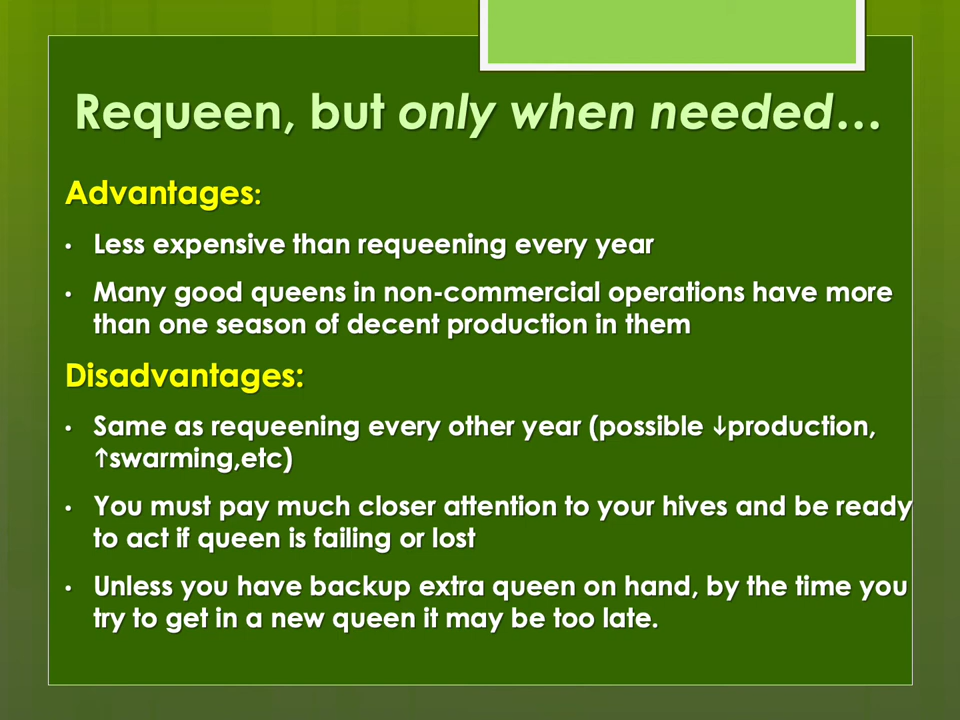 Requeen, but only when needed...
Advantages:
• Less expensive than requeening every year
• Many good queens in non-commercial operations have more
than one season of decent production in them
Disadvantages:
• Same as requeening every other year (possible ↓production,
↑swarming,etc)
• You must pay much closer attention to your hives and be ready
to act if queen is failing or lost
• Unless you have backup extra queen on hand, by the time you
try to get in a new queen it may be too late.